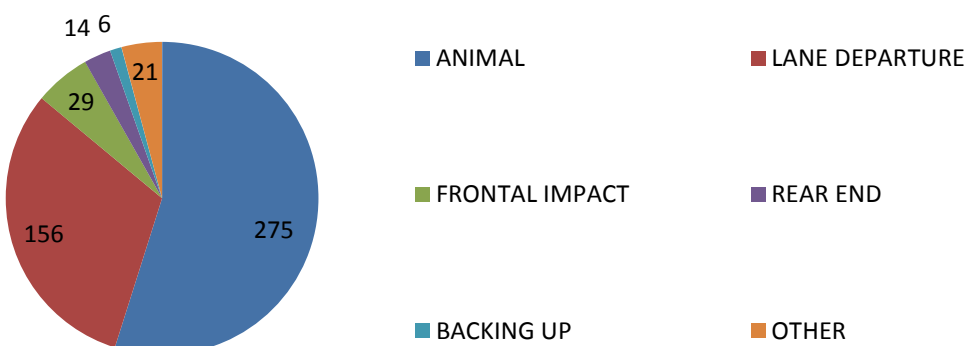 14 6
21
29
156
275
ANIMAL
LANE DEPARTURE
FRONTAL IMPACT
REAR END
BACKING UP
OTHER